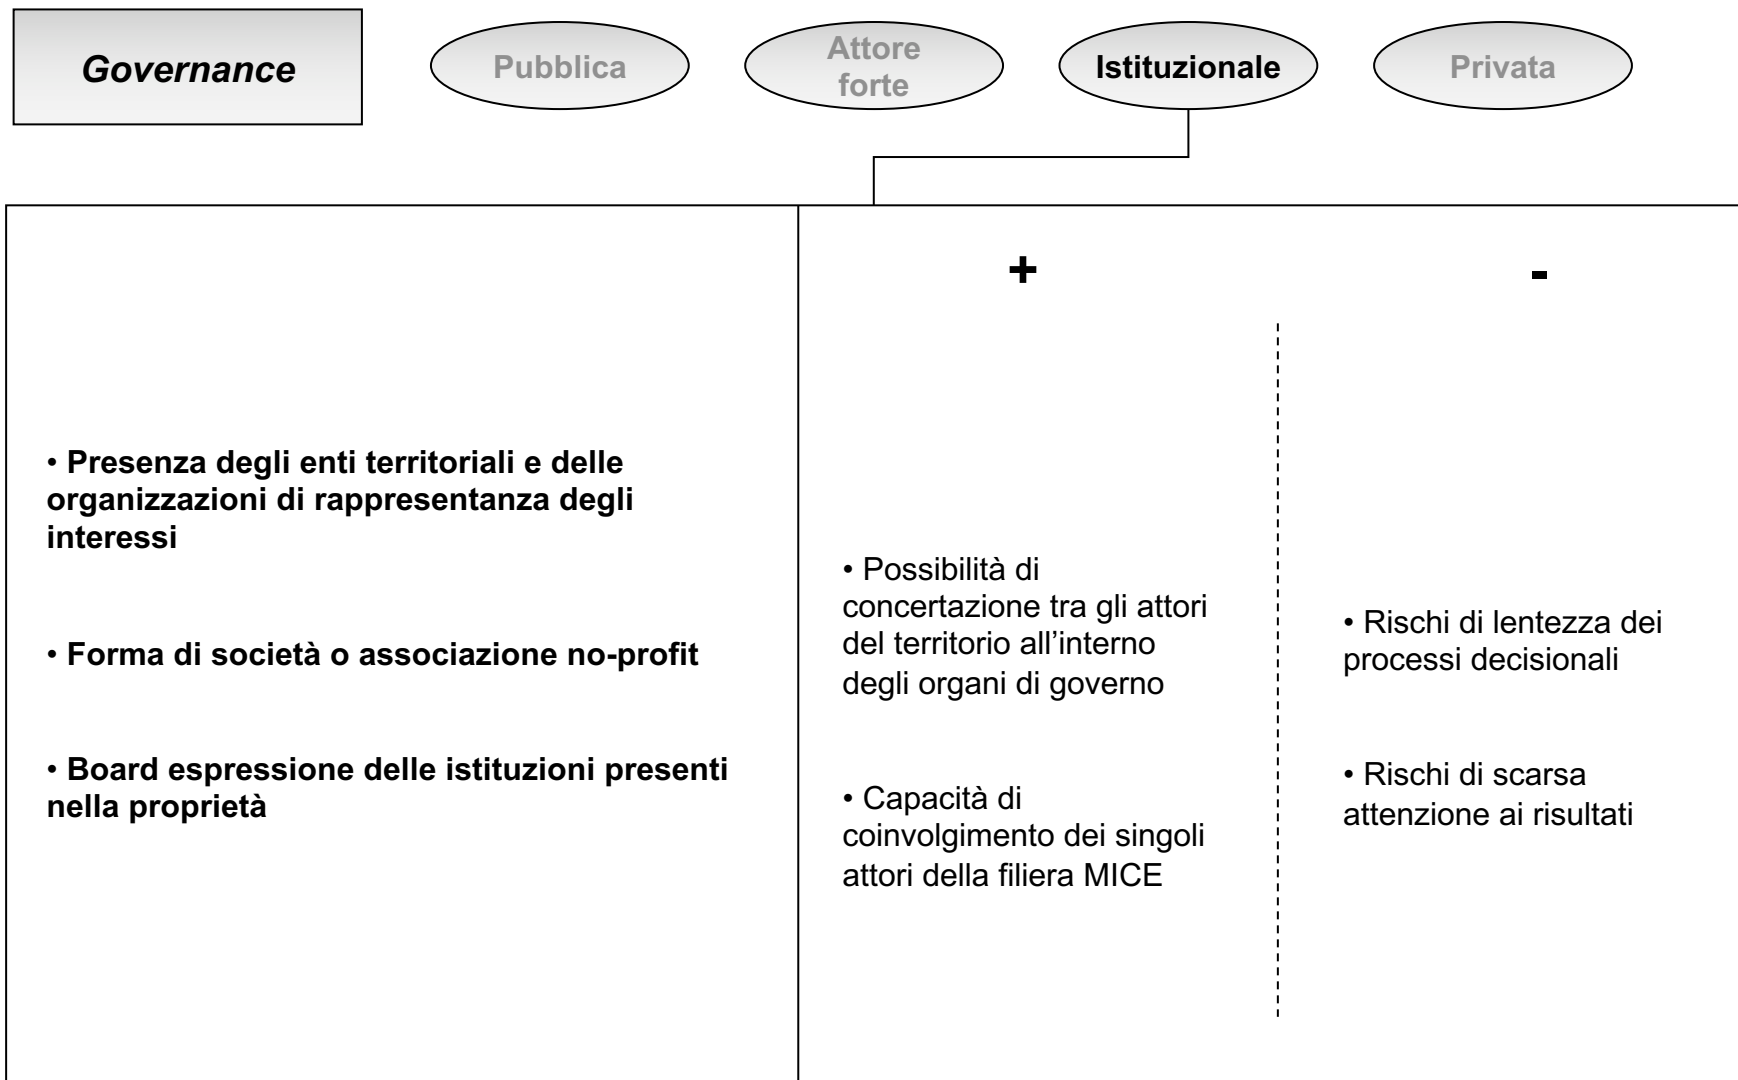 Governance
Pubblica
Attore
forte
Istituzionale
Privata
• Presenza degli enti territoriali e delle
organizzazioni di rappresentanza degli
interessi
• Forma di società o associazione no-profit
• Board espressione delle istituzioni presenti
nella proprietà
+
• Possibilità di
concertazione tra gli attori
del territorio all’interno
degli organi di governo
• Capacità di
coinvolgimento dei singoli
attori della filiera MICE
-
• Rischi di lentezza dei
processi decisionali
• Rischi di scarsa
attenzione ai risultati